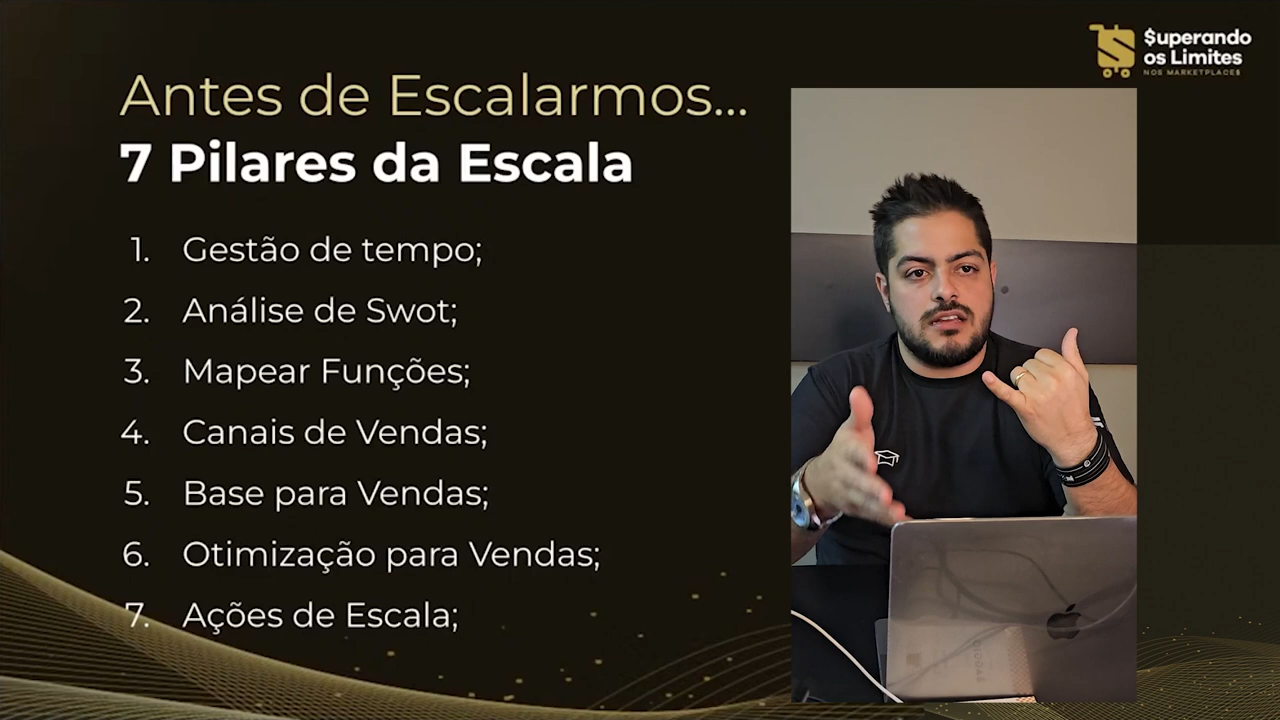 $uperando
os Limites
NOS MARKETPLACE$
Antes de Escalarmos...
7 Pilares da Escala
1. Gestão de tempo;
2. Análise de Swot;
3. Mapear Funções;
4. Canais de Vendas;
5. Base para Vendas;
6. Otimização para Vendas;
7. Ações de Escala;